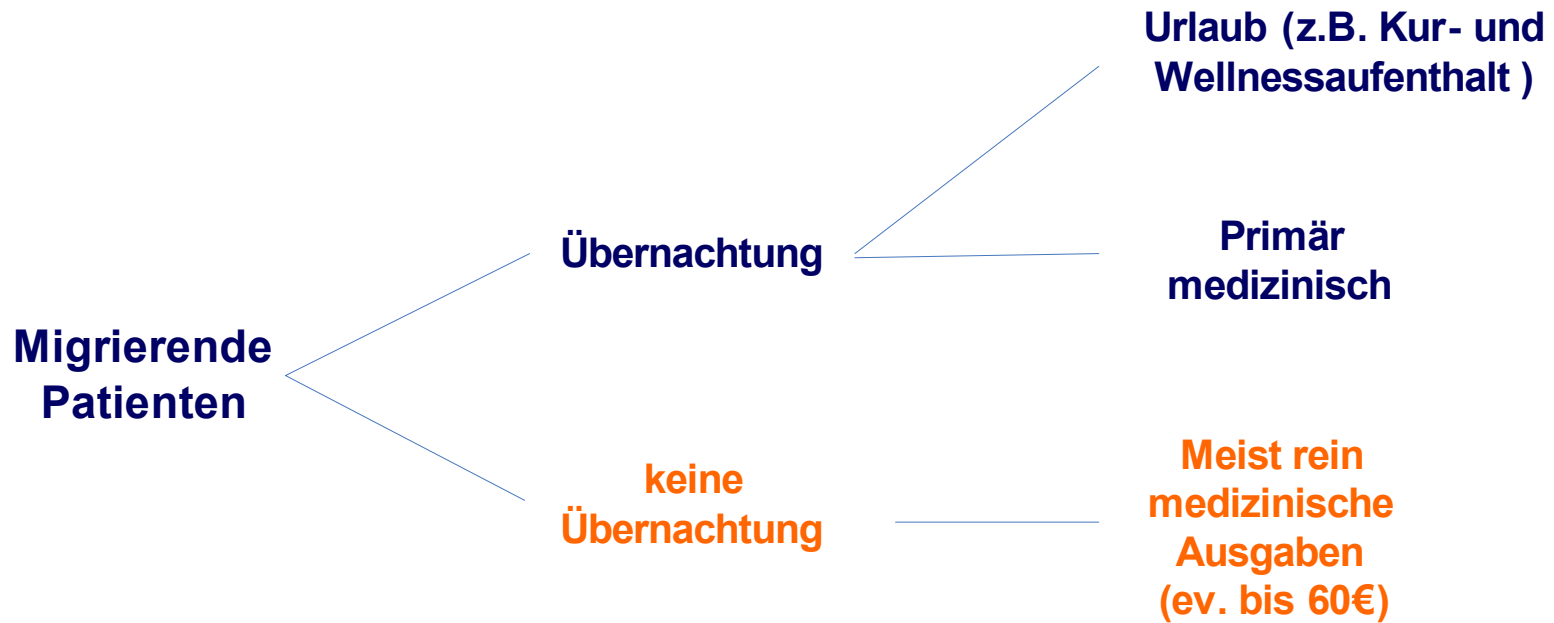 Urlaub (z.B. Kur- und
Wellnessaufenthalt )
Übernachtung
Primär
medizinisch
Migrierende
Patienten
keine
Übernachtung
Meist rein
medizinische
Ausgaben
(ev. bis 60€)